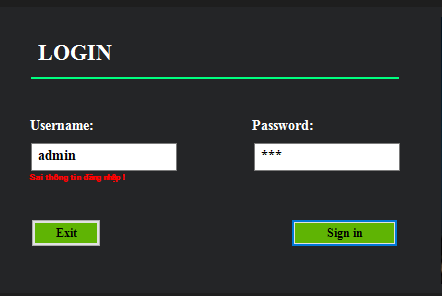 LOGIN
Username: Password:
admin ***
Sai thông tin đăng nhập !
Exit Sign in